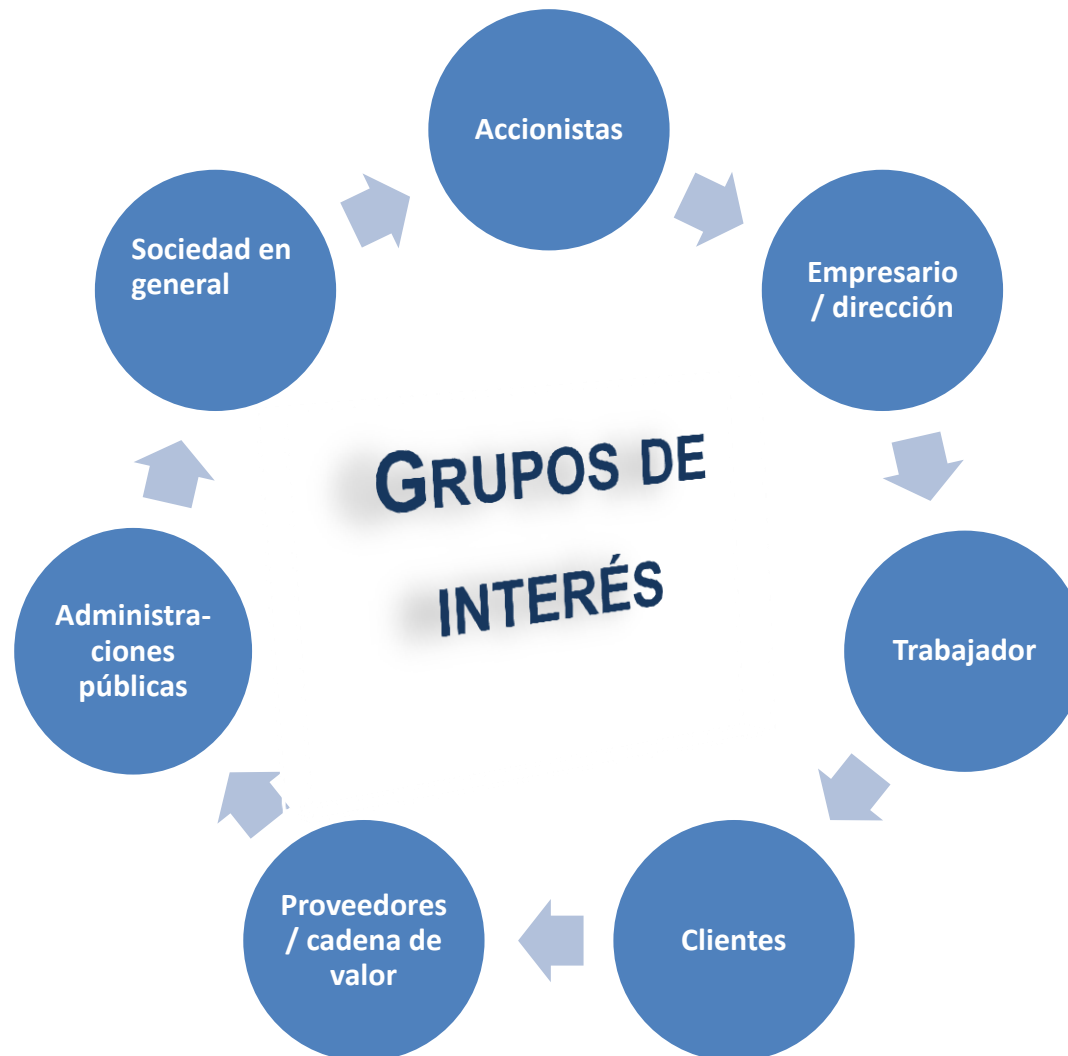 Accionistas
Empresario
/ dirección
Trabajador
Clientes
Proveedores
/ cadena de
valor
Administra-
ciones
públicas
Sociedad en
general
GRUPOS DE
INTERÉS